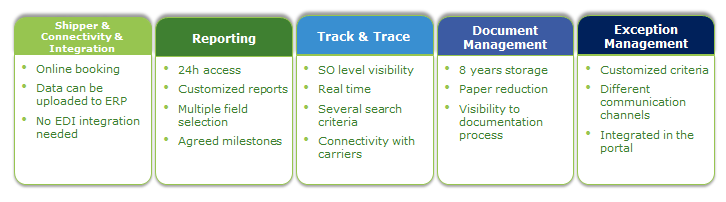 Shipper &
Connectivity &
Integration
• Online booking
• Data can be
uploaded to ERP
• No EDI integration
needed
Reporting
• 24h access
• Customized reports
• Multiple field
selection
• Agreed milestones
Track & Trace
• SO level visibility
• Real time
• Several search
criteria
• Connectivity with
carriers
Document
Management
• 8 years storage
• Paper reduction
• Visibility to
documentation
process
Exception
Management
• Customized criteria
• Different
communication
channels
• Integrated in the
portal